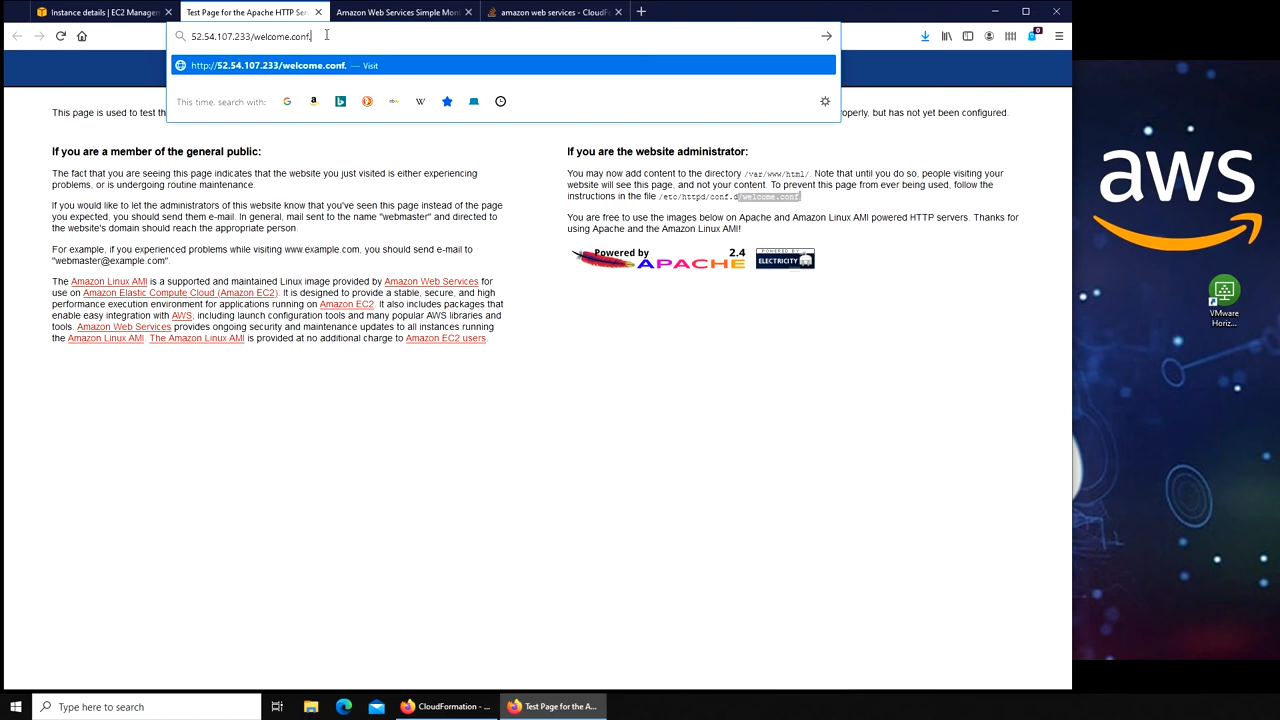 Instance details | EC2 Managem
Test Page for the Apache HTTP Ser
Amazon Web Services Simple Mont
amazon web services - CloudF
52.54.107.233/welcome.conf.
http://52.54.107.233/welcome.conf. — Visit
This time, search with:
This page is used to test th
roperly, but has not yet been configured.
If you are a member of the general public:
The fact that you are seeing this page indicates that the website you just visited is either experiencing
problems, or is undergoing routine maintenance.
If you would like to let the administrators of this website know that you've seen this page instead of the page
you expected, you should send them e-mail. In general, mail sent to the name "webmaster" and directed to
the website's domain should reach the appropriate person.
For example, if you experienced problems while visiting www.example.com, you should send e-mail to
"webmaster@example.com".
The Amazon Linux AMI is a supported and maintained Linux image provided by Amazon Web Services for
use on Amazon Elastic Compute Cloud (Amazon EC2). It is designed to provide a stable, secure, and high
performance execution environment for applications running on Amazon EC2. It also includes packages that
enable easy integration with AWS, including launch configuration tools and many popular AWS libraries and
tools. Amazon Web Services provides ongoing security and maintenance updates to all instances running
the Amazon Linux AMI. The Amazon Linux AMI is provided at no additional charge to Amazon EC2 users.
If you are the website administrator:
You may now add content to the directory /var/www/html/. Note that until you do so, people visiting your
website will see this page, and not your content. To prevent this page from ever being used, follow the
instructions in the file /etc/httpd/conf.d/welcome.conf.
You are free to use the images below on Apache and Amazon Linux AMI powered HTTP servers. Thanks for
using Apache and the Amazon Linux AMI!
Powered by APACHE 2.4
POWERED BY
ELECTRICITY
aws
VMware
Horiz...
Type here to search
CloudFormation - ...
Test Page for the A...